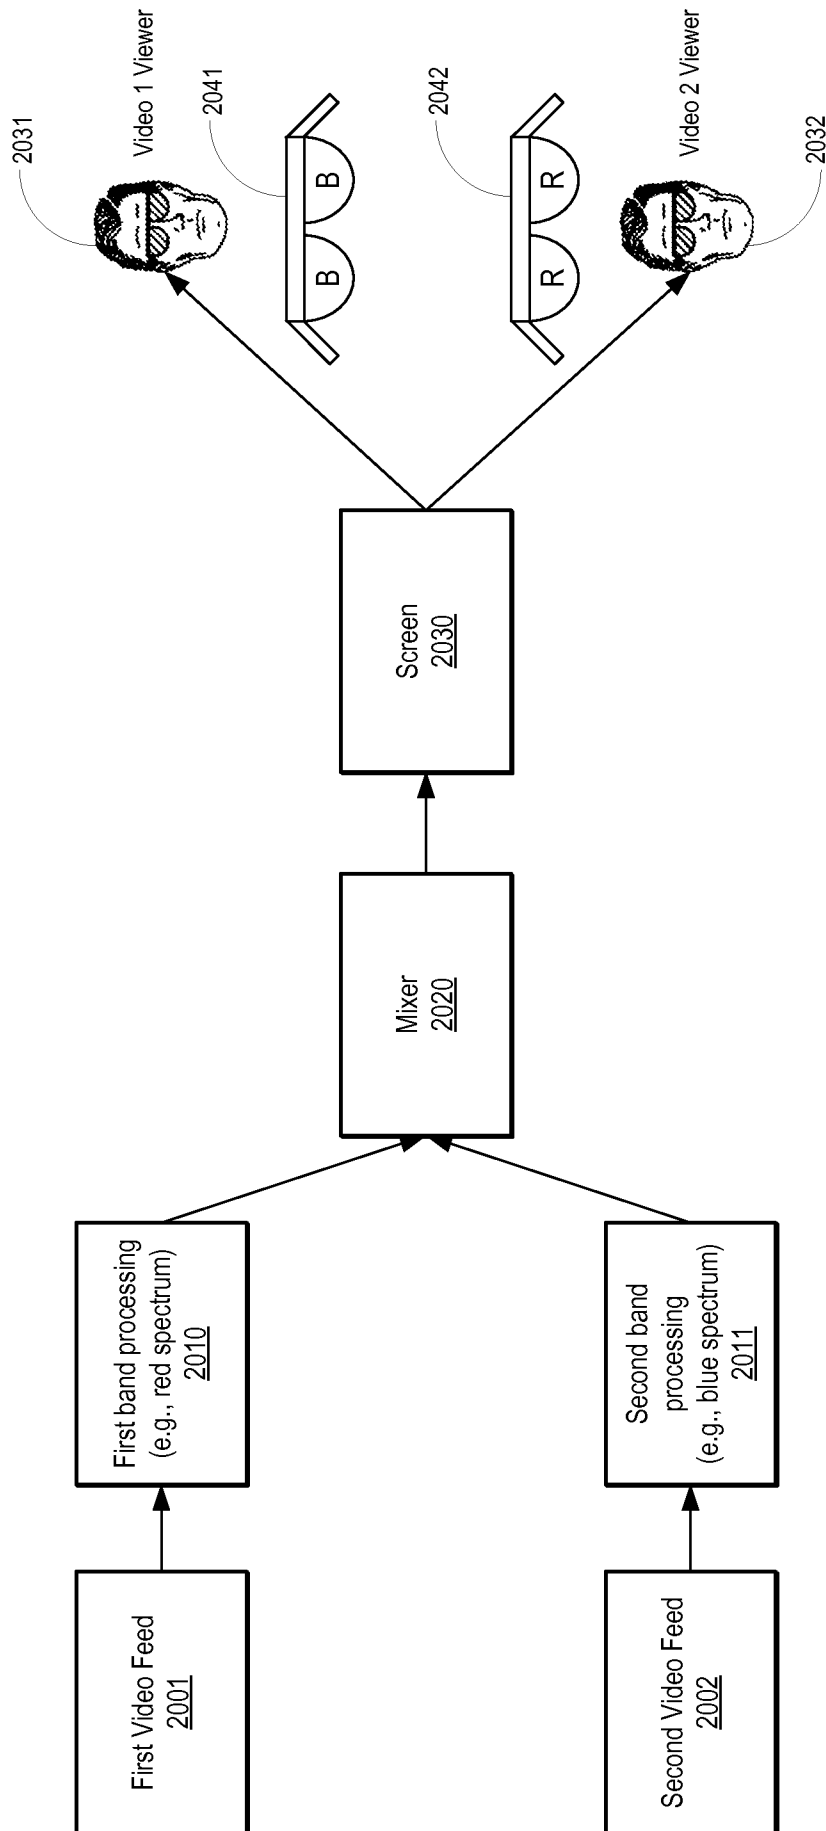 First Video Feed
2001
First band processing
(e.g., red spectrum)
2010
Second Video Feed
2002
Second band
processing
(e.g., blue spectrum)
2011
Mixer
2020
Screen
2030
2031
Video 1 Viewer
2041
B
B
2042
R
R
Video 2 Viewer
2032